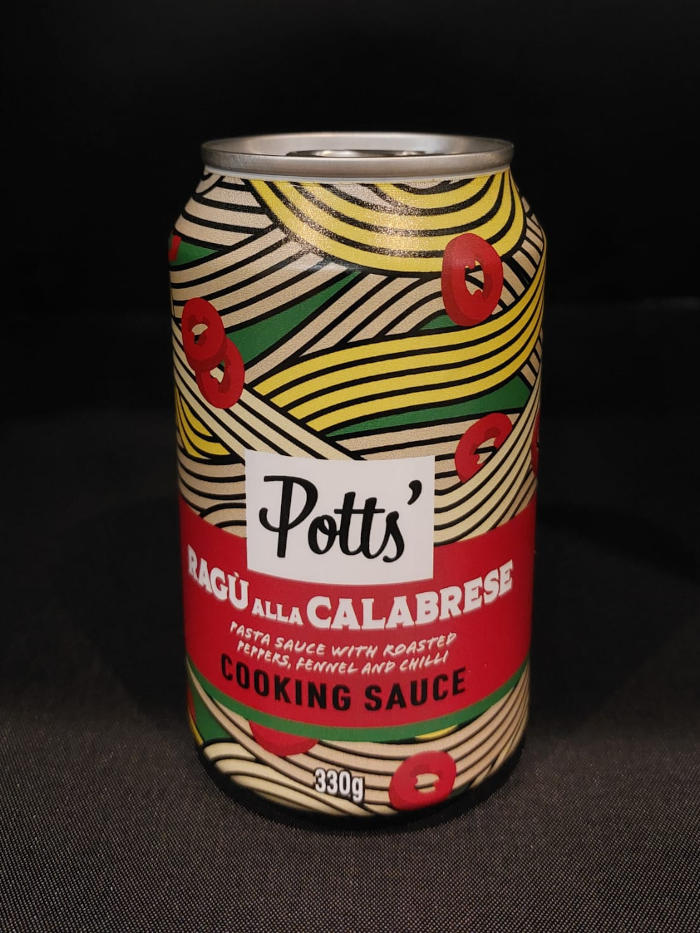 Potts'
RAGÙ ALLA CALABRESE
PASTA SAUCE WITH ROASTED
PEPPERS, FENNEL AND CHILLI
COOKING SAUCE
330g